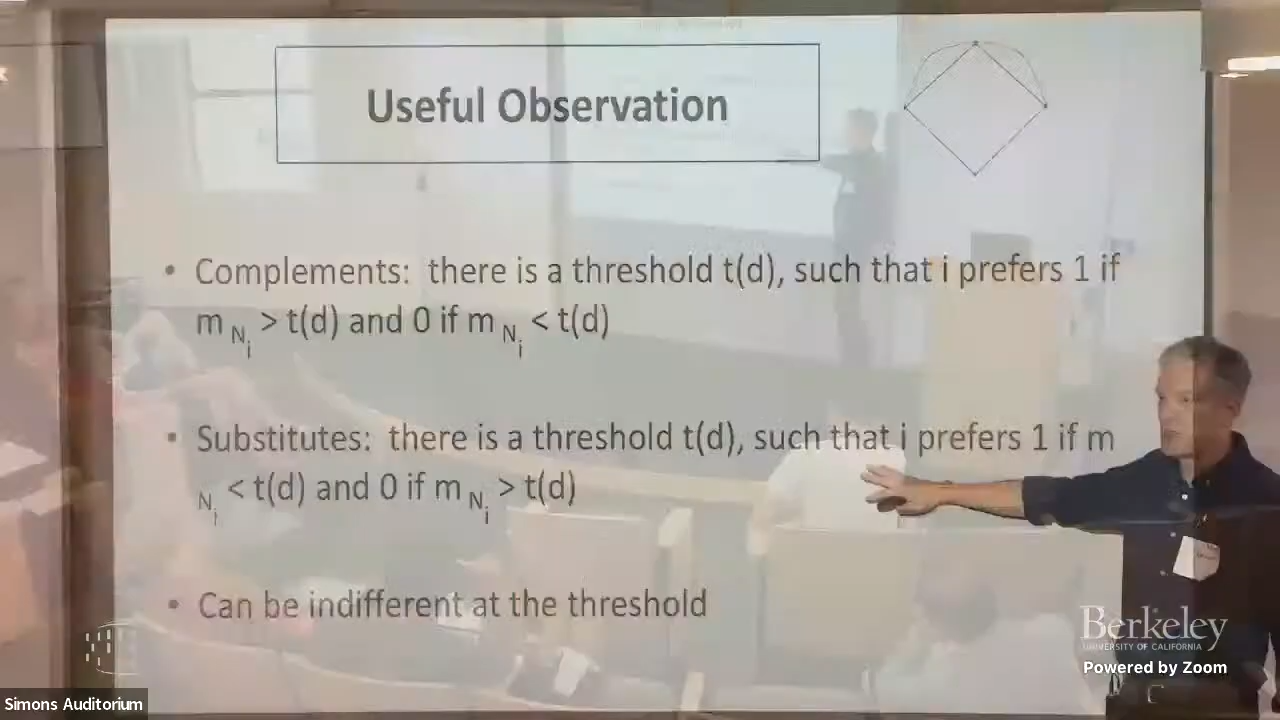 Useful Observation
• Complements: there is a threshold t(d), such that i prefers 1 if
m N i > t(d) and 0 if m N i < t(d)
• Substitutes: there is a threshold t(d), such that i prefers 1 if m
N i < t(d) and 0 if m N i > t(d)
• Can be indifferent at the threshold
Berkeley
UNIVERSITY OF CALIFORNIA
Powered by Zoom
Simons Auditorium